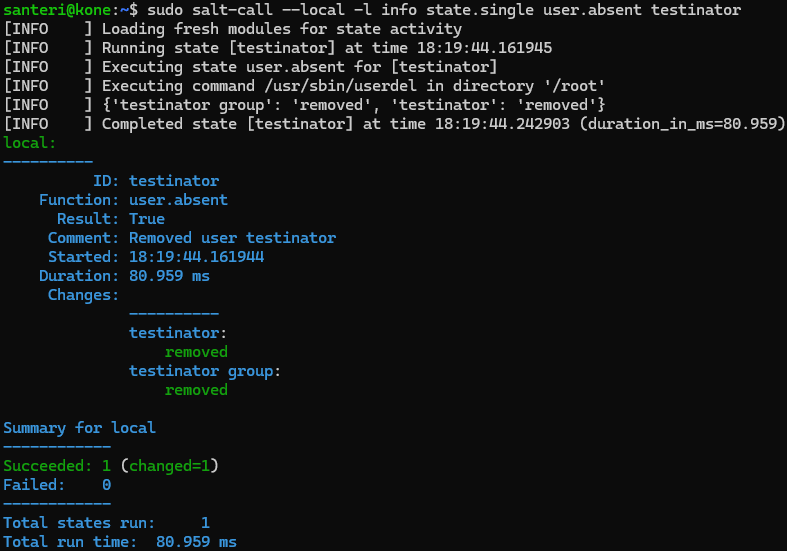 santeri@kone:~$ sudo salt-call --local -l info state.single user.absent testinator
[INFO    ] Loading fresh modules for state activity
[INFO    ] Running state [testinator] at time 18:19:44.161945
[INFO    ] Executing state user.absent for [testinator]
[INFO    ] Executing command /usr/sbin/userdel in directory '/root'
[INFO    ] {'testinator group': 'removed', 'testinator': 'removed'}
[INFO    ] Completed state [testinator] at time 18:19:44.242903 (duration_in_ms=80.959)
local:
----------
          ID: testinator
    Function: user.absent
      Result: True
     Comment: Removed user testinator
     Started: 18:19:44.161944
    Duration: 80.959 ms
     Changes:
              ----------
              testinator:
                  removed
              testinator group:
                  removed

Summary for local
------------
Succeeded: 1 (changed=1)
Failed:    0
------------
Total states run:     1
Total run time:  80.959 ms